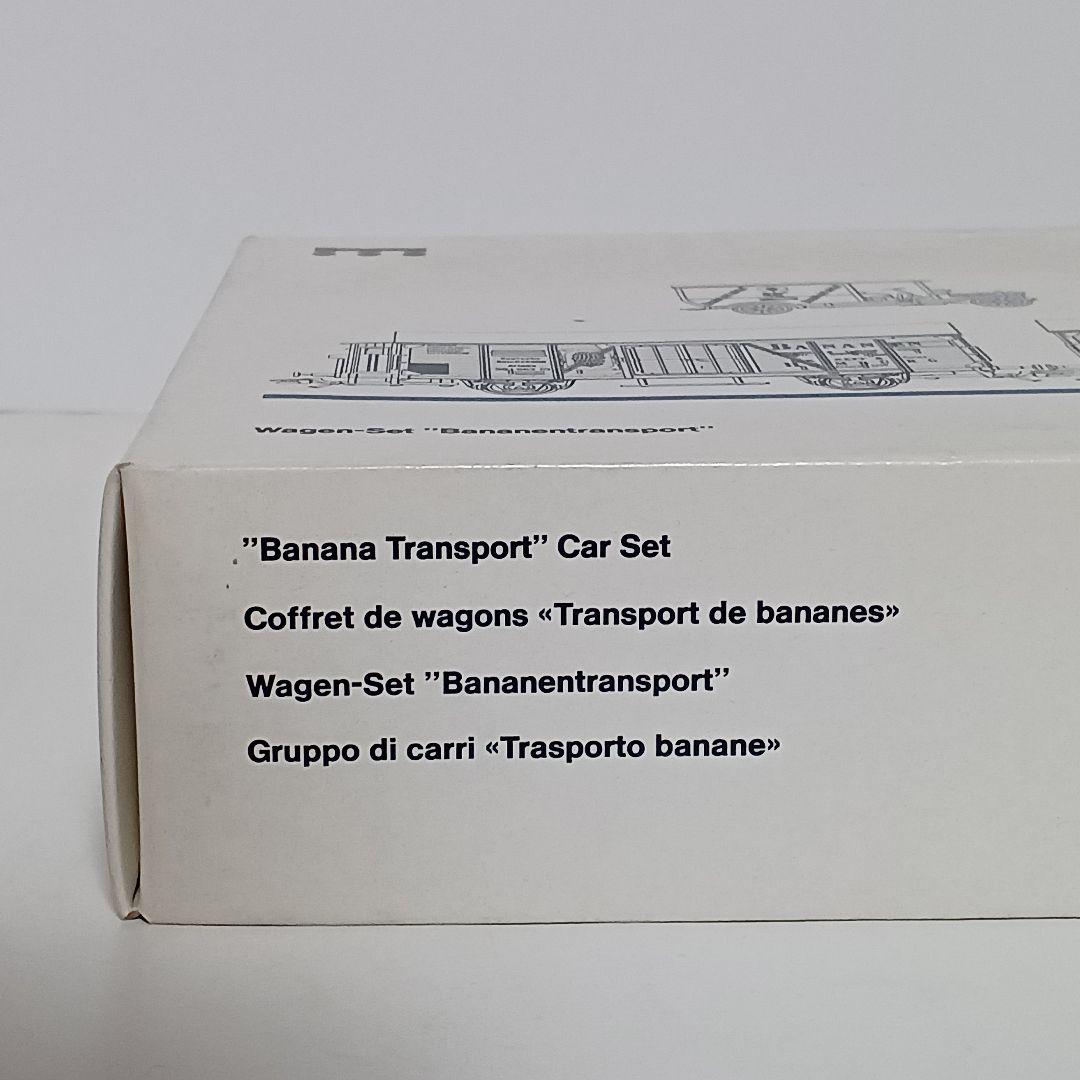 E
BANANEN
Wagen-Set "Bananentransport"
”Banana Transport” Car Set
Coffret de wagons «Transport de bananes»
Wagen-Set ”Bananentransport”
Gruppo di carri «Trasporto banane»